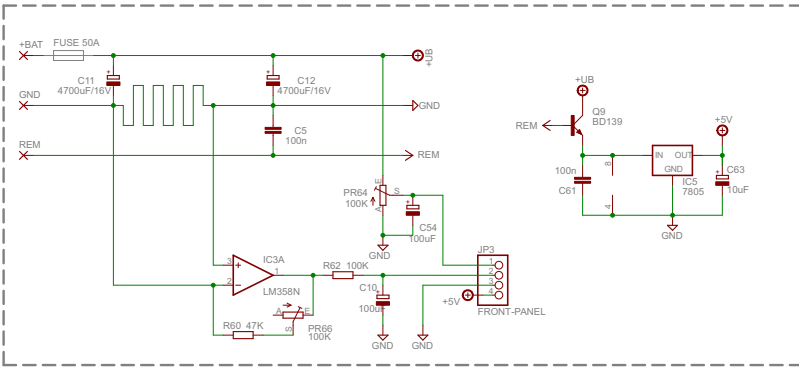 +BAT
FUSE 50A
+UB
C11
4700uF/16V
C12
4700uF/16V
GND
GND
C5
100n
REM
REM
+UB
Q9
BD139
REM
+5V
IN OUT
GND
IC5
7805
C63
10uF
100n
C61
8
4
GND
PR64
100K
E
S
A
C54
100uF
GND
IC3A
3
2
1
LM358N
R62 100K
C10
100uF
GND
GND
JP3
1
2
3
4
+5V
FRONT-PANEL
A
E
S
PR66
100K
R60 47K